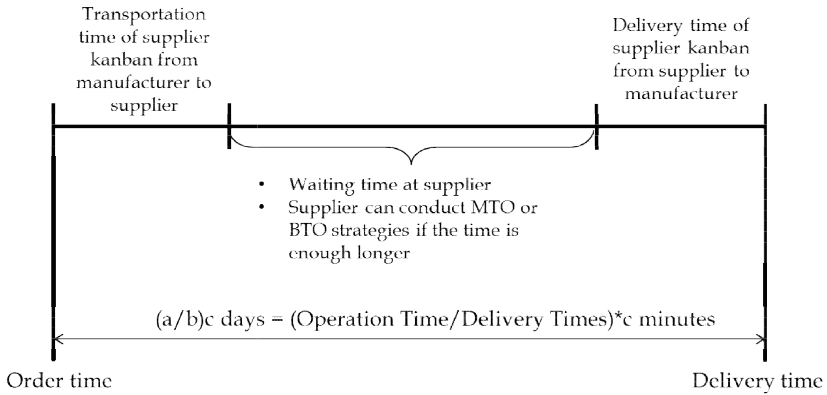 Transportation
time of supplier
kanban from
manufacturer to
supplier
Delivery time of
supplier kanban
from supplier to
manufacturer
• Waiting time at supplier
• Supplier can conduct MTO or
BTO strategies if the time is
enough longer
(a/b)c days = (Operation Time/Delivery Times)*c minutes
Order time
Delivery time